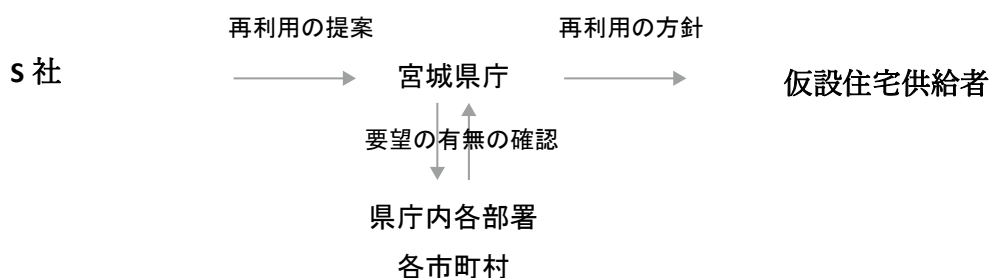 再利用の提案
再利用の方針
S 社
宮城県庁
仮設住宅供給者
要望の有無の確認
県庁内各部署
各市町村